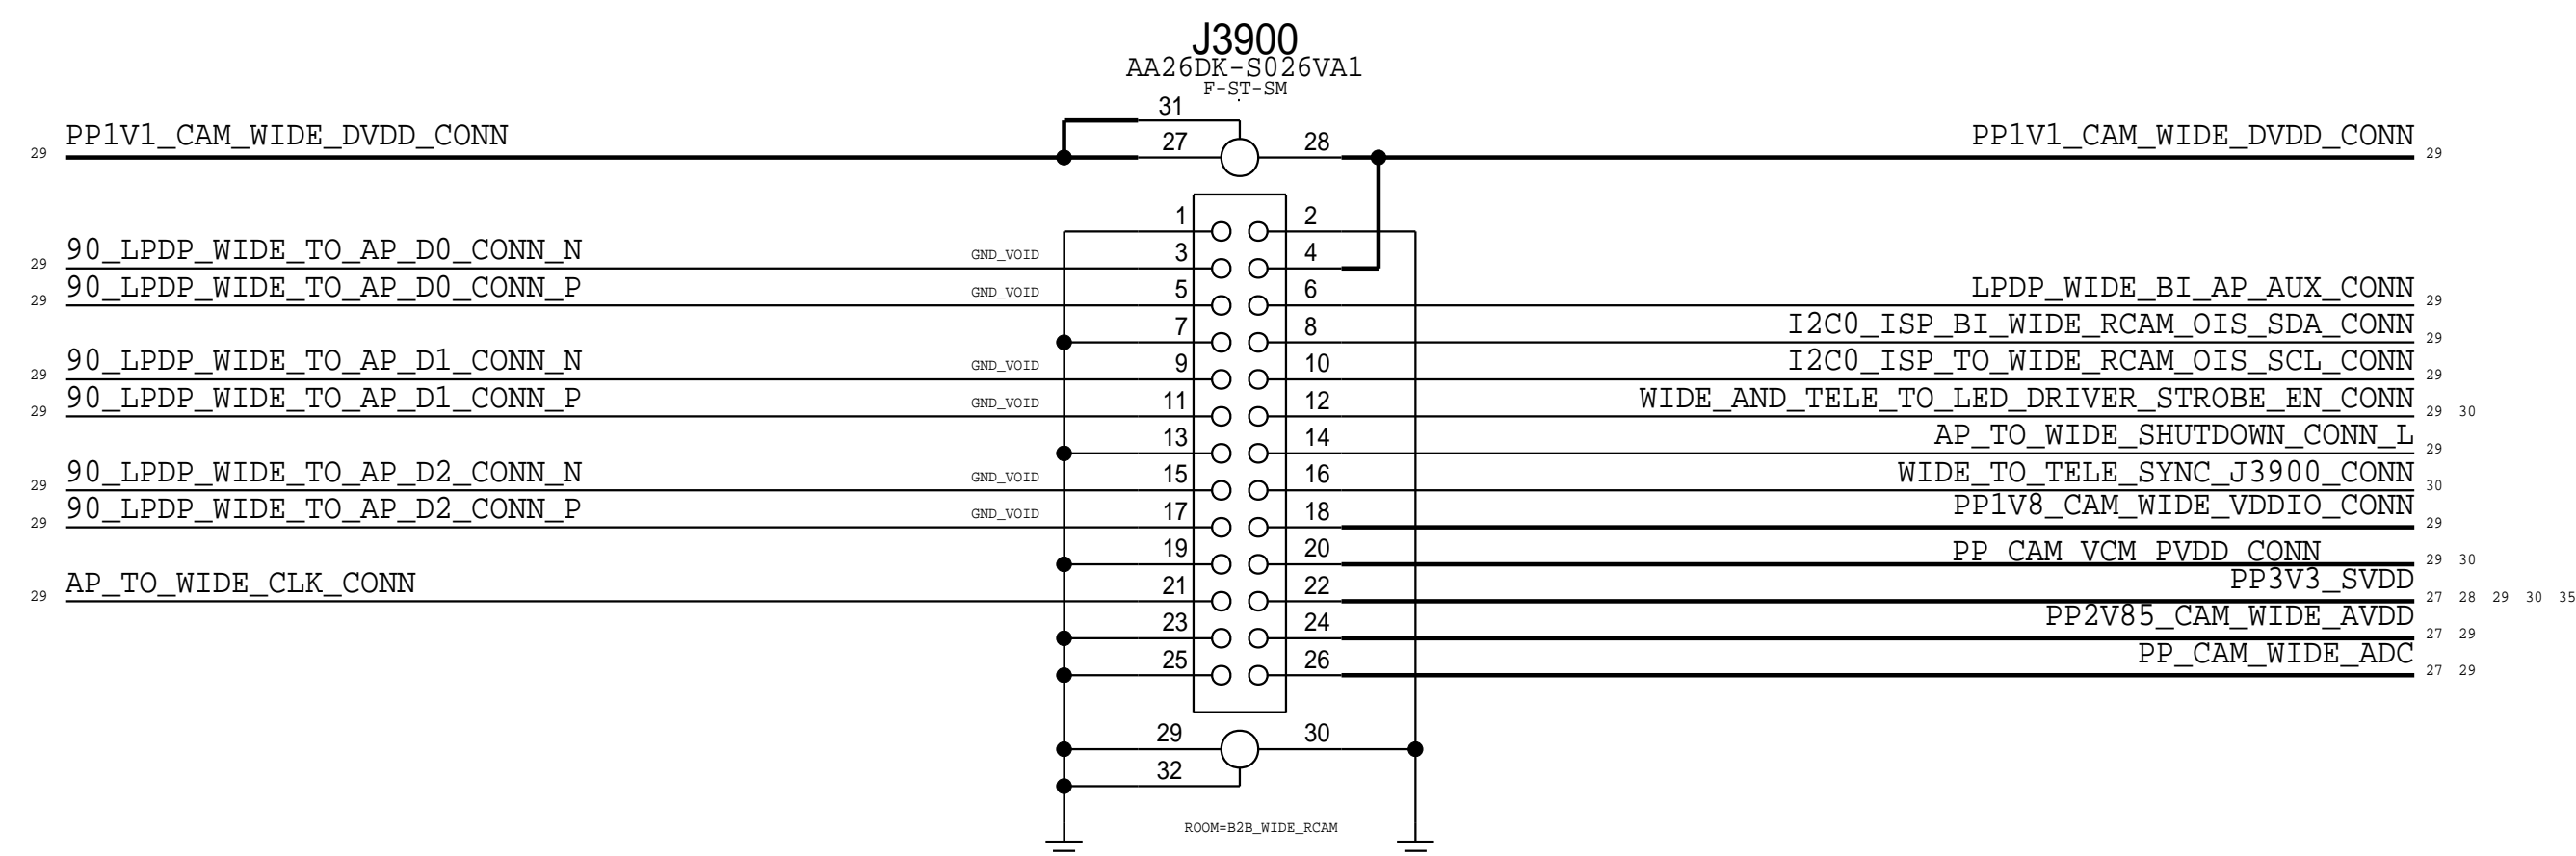 J3900
AA26DK-S026VA1
F-ST-SM
31
29 PP1V1_CAM_WIDE_DVDD_CONN 27 28 PP1V1_CAM_WIDE_DVDD_CONN 29
1 2
29 90_LPDP_WIDE_TO_AP_D0_CONN_N GND_VOID 3 4
29 90_LPDP_WIDE_TO_AP_D0_CONN_P GND_VOID 5 6 LPDP_WIDE_BI_AP_AUX_CONN 29
7 8 I2C0_ISP_BI_WIDE_RCAM_OIS_SDA_CONN 29
29 90_LPDP_WIDE_TO_AP_D1_CONN_N GND_VOID 9 10 I2C0_ISP_TO_WIDE_RCAM_OIS_SCL_CONN 29
29 90_LPDP_WIDE_TO_AP_D1_CONN_P GND_VOID 11 12 WIDE_AND_TELE_TO_LED_DRIVER_STROBE_EN_CONN 29 30
13 14 AP_TO_WIDE_SHUTDOWN_CONN_L 29
29 90_LPDP_WIDE_TO_AP_D2_CONN_N GND_VOID 15 16 WIDE_TO_TELE_SYNC_J3900_CONN 30
29 90_LPDP_WIDE_TO_AP_D2_CONN_P GND_VOID 17 18 PP1V8_CAM_WIDE_VDDIO_CONN 29
19 20 PP_CAM_VCM_PVDD_CONN 29 30
29 AP_TO_WIDE_CLK_CONN 21 22 PP3V3_SVDD 27 28 29 30 35
23 24 PP2V85_CAM_WIDE_AVDD 27 29
25 26 PP_CAM_WIDE_ADC 27 29
29 30
32
ROOM=B2B_WIDE_RCAM